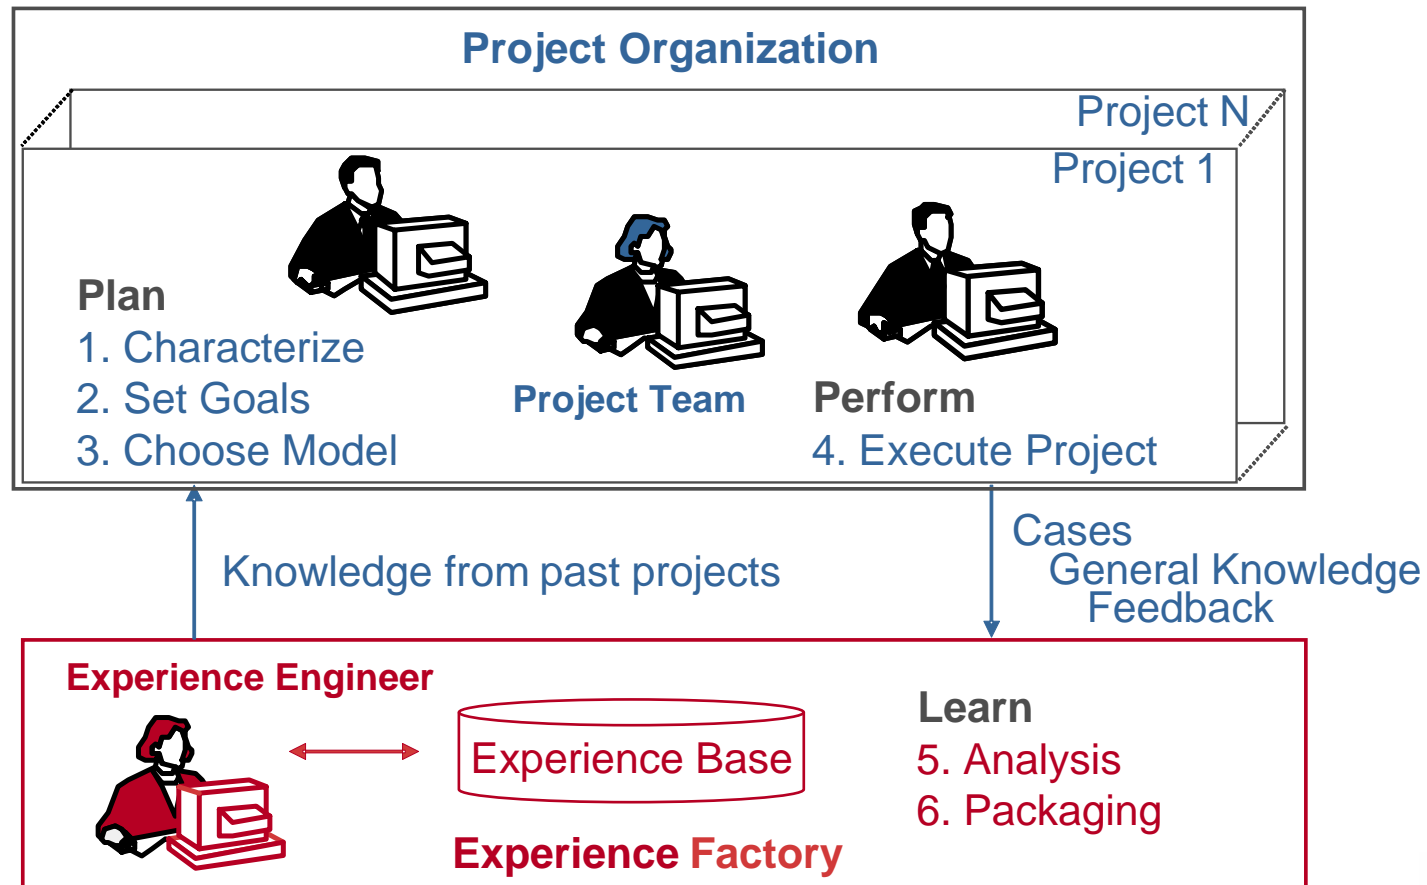 Project Organization
Project N
Project 1
Plan
1. Characterize
2. Set Goals
3. Choose Model
Project Team
Perform
4. Execute Project
Knowledge from past projects
Cases
General Knowledge
Feedback
Experience Engineer
Experience Base
Learn
5. Analysis
6. Packaging
Experience Factory